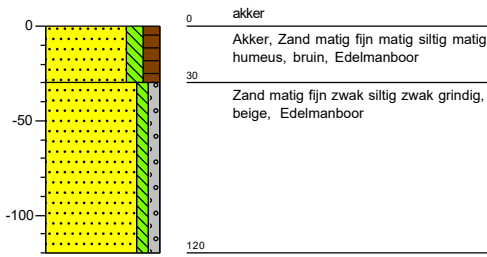 akker
0
0
Akker, Zand matig fijn matig siltig matig
humeus, bruin, Edelmanboor
30
Zand matig fijn zwak siltig zwak grindig,
beige, Edelmanboor
-50
-100
120